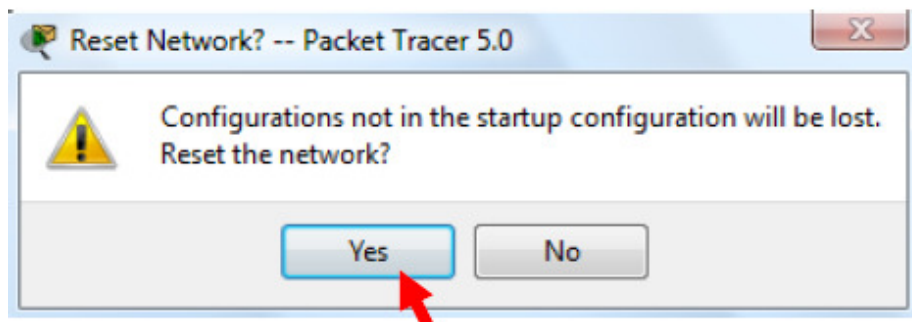 Reset Network? -- Packet Tracer 5.0
Configurations not in the startup configuration will be lost.
Reset the network?
Yes
No